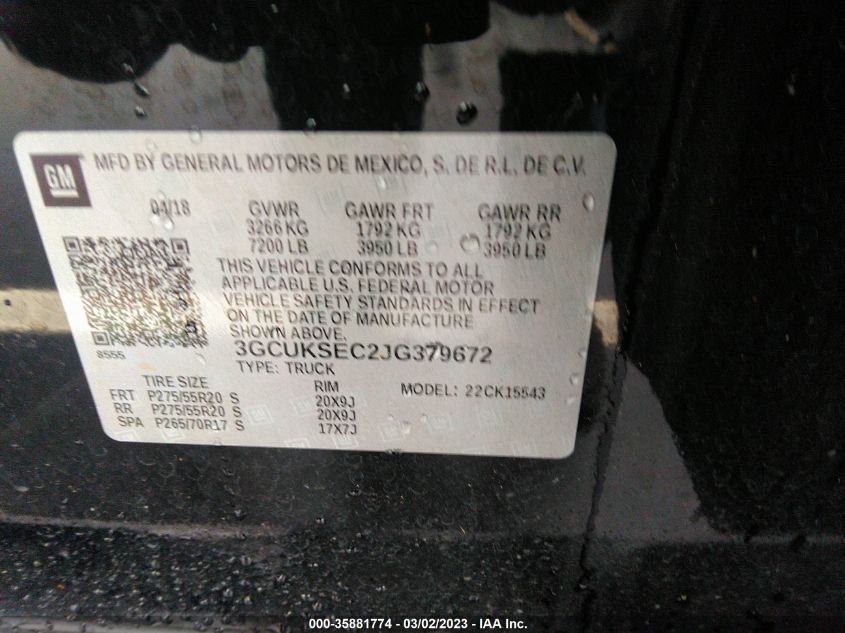 GM
MFD BY GENERAL MOTORS DE MEXICO, S. DE R.L. DE C.V.
04/18 GVWR GAWR FRT GAWR RR
3266 KG 1792 KG 1792 KG
7200 LB 3950 LB 3950 LB
THIS VEHICLE CONFORMS TO ALL
APPLICABLE U.S. FEDERAL MOTOR
VEHICLE SAFETY STANDARDS IN EFFECT
ON THE DATE OF MANUFACTURE
SHOWN ABOVE.
8555
3GCUKSEC2JG379672
TYPE: TRUCK
TIRE SIZE RIM MODEL: 22CK15543
FRT P275/55R20 S 20X9J
RR P275/55R20 S 20X9J
SPA P265/70R17 S 17X7J
000-35881774 - 03/02/2023 - IAA Inc.